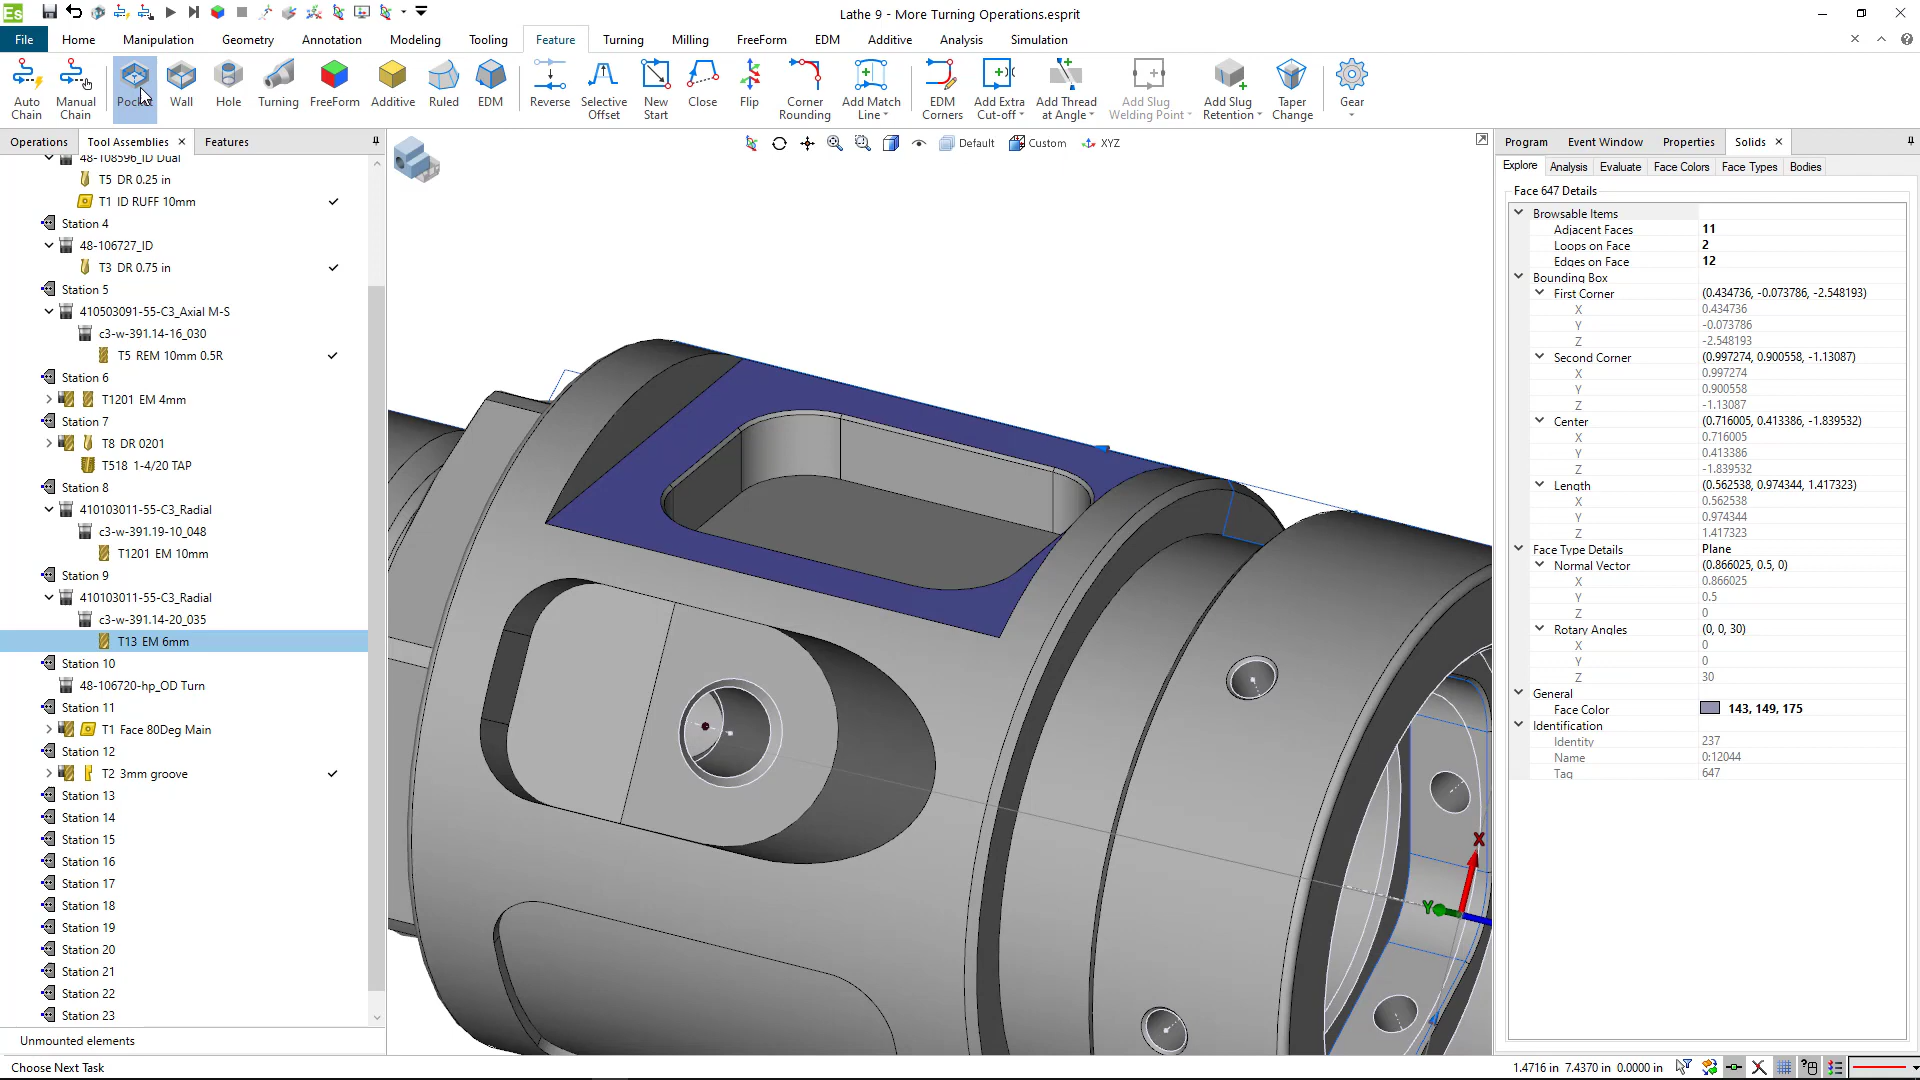 Es
Lathe 9 - More Turning Operations.esprit
File Home Manipulation Geometry Annotation Modeling Tooling Feature Turning Milling FreeForm EDM Additive Analysis Simulation
Auto Chain
Manual Chain
Pocket
Wall
Hole
Turning
FreeForm
Additive
Ruled
EDM
Reverse
Selective Offset
New Start
Close
Flip
Corner Rounding
Add Match Line
EDM Corners
Add Extra Cut-off
Add Thread at Angle
Add Slug Welding Point
Add Slug Retention
Taper Change
Gear
Operations Tool Assemblies Features
48-108596_ID Dual
T5 DR 0.25 in
T1 ID RUFF 10mm
Station 4
48-106727_ID
T3 DR 0.75 in
Station 5
410503091-55-C3_Axial M-S
c3-w-391.14-16_030
T5 REM 10mm 0.5R
Station 6
T1201 EM 4mm
Station 7
T8 DR 0201
T518 1-4/20 TAP
Station 8
410103011-55-C3_Radial
c3-w-391.19-10_048
T1201 EM 10mm
Station 9
410103011-55-C3_Radial
c3-w-391.14-20_035
T13 EM 6mm
Station 10
48-106720-hp_OD Turn
Station 11
T1 Face 80Deg Main
Station 12
T2 3mm groove
Station 13
Station 14
Station 15
Station 16
Station 17
Station 18
Station 19
Station 20
Station 21
Station 22
Station 23
Unmounted elements
Default Custom XYZ
X
Y
Program Event Window Properties Solids
Explore Analysis Evaluate Face Colors Face Types Bodies
Face 647 Details
Browsable Items
Adjacent Faces 11
Loops on Face 2
Edges on Face 12
Bounding Box
First Corner (0.434736, -0.073786, -2.548193)
X 0.434736
Y -0.073786
Z -2.548193
Second Corner (0.997274, 0.900558, -1.13087)
X 0.997274
Y 0.900558
Z -1.13087
Center (0.716005, 0.413386, -1.839532)
X 0.716005
Y 0.413386
Z -1.839532
Length (0.562538, 0.974344, 1.417323)
X 0.562538
Y 0.974344
Z 1.417323
Face Type Details Plane
Normal Vector (0.866025, 0.5, 0)
X 0.866025
Y 0.5
Z 0
Rotary Angles (0, 0, 30)
X 0
Y 0
Z 30
General
Face Color 143, 149, 175
Identification
Identity 237
Name 0:12044
Tag 647
Choose Next Task
1.4716 in 7.4370 in 0.0000 in